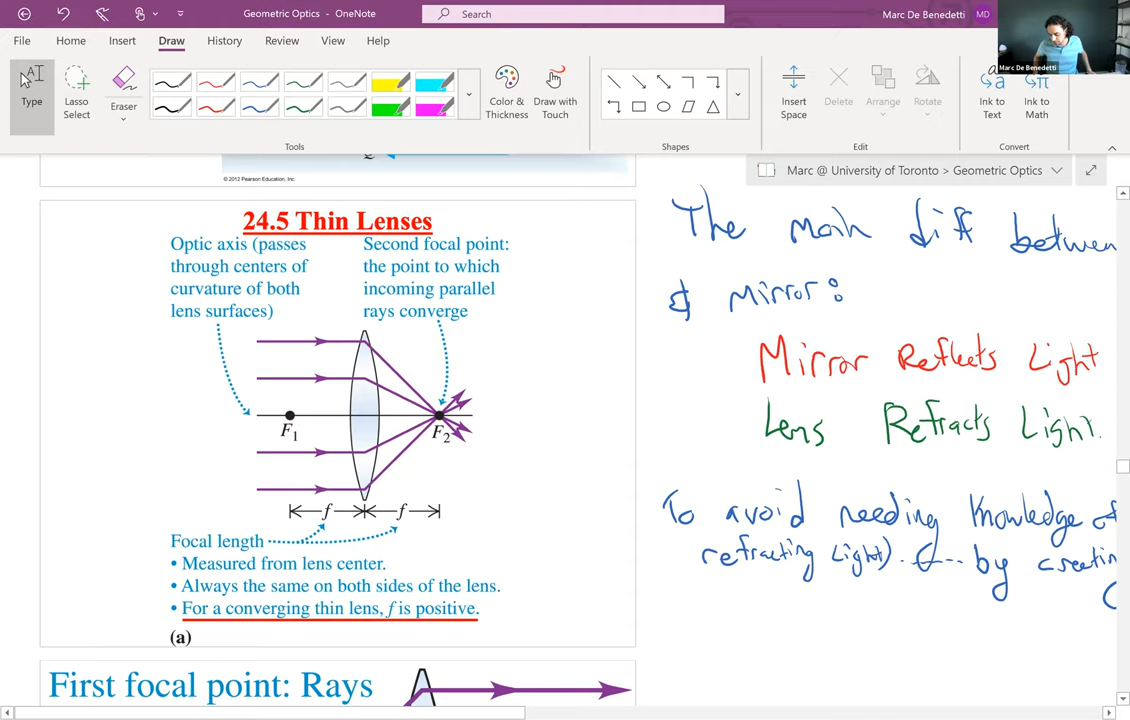 Geometric Optics - OneNote
Search
Marc De Benedetti
MD
Marc De Benedetti
File Home Insert Draw History Review View Help
Type
Lasso Select
Eraser
Color & Thickness
Draw with Touch
Insert Space
Delete
Arrange
Rotate
Ink to Text
Ink to Math
Tools
Shapes
Edit
Convert
Marc @ University of Toronto > Geometric Optics
© 2012 Pearson Education, Inc.
24.5 Thin Lenses
Optic axis (passes
through centers of
curvature of both
lens surfaces)
Second focal point:
the point to which
incoming parallel
rays converge
F1
F2
f
f
Focal length
• Measured from lens center.
• Always the same on both sides of the lens.
• For a converging thin lens, f is positive.
(a)
First focal point: Rays
The main diff between
& Mirror:
Mirror Reflects Light
Lens Refracts Light.
To avoid needing Knowledge of
refracting Light). by creatin